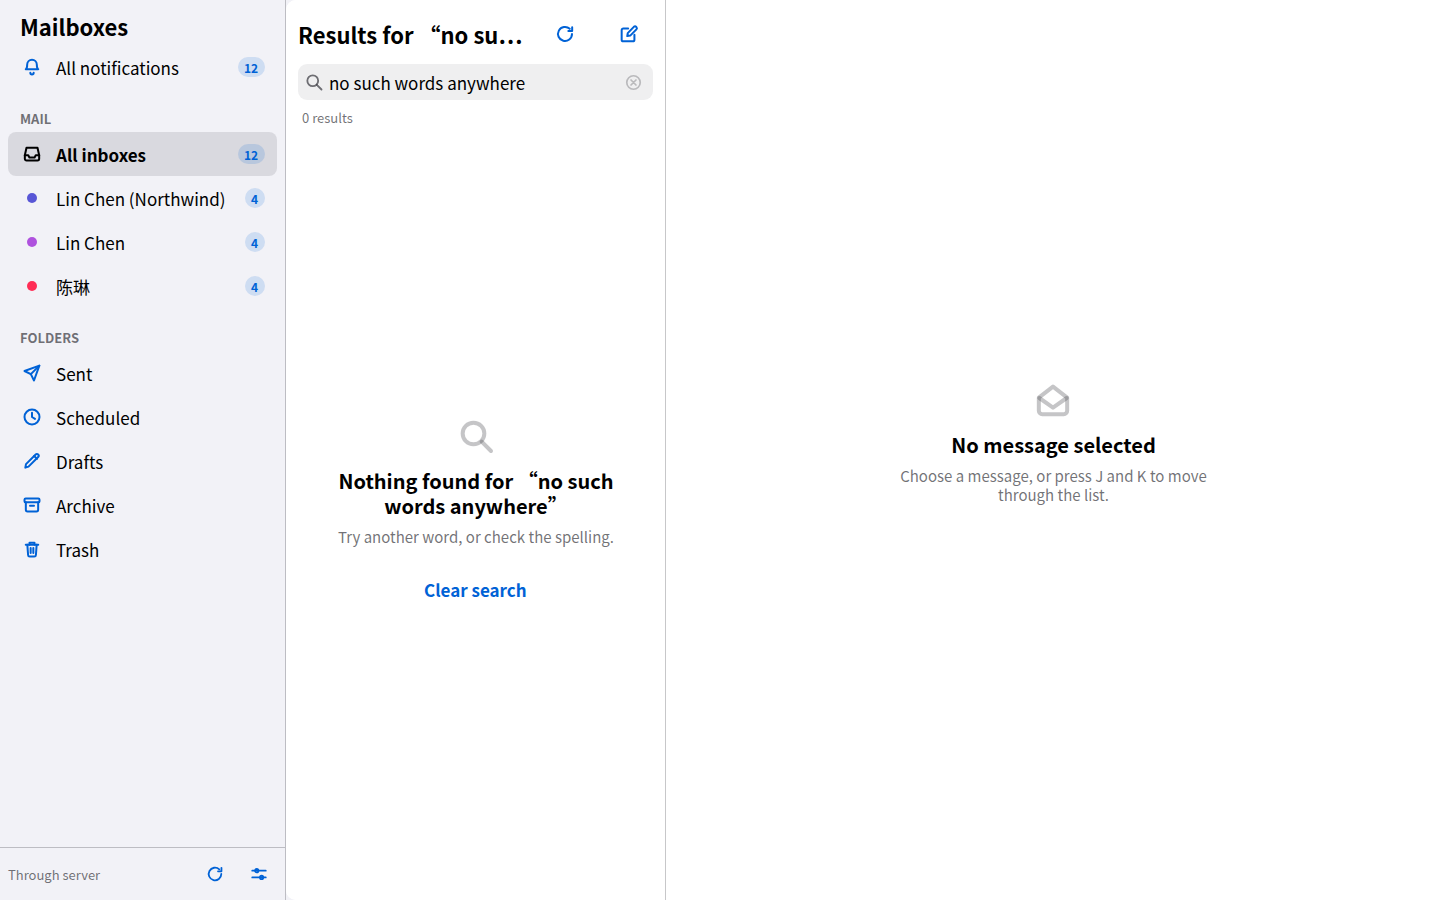 Mailboxes
All notifications 12
MAIL
All inboxes 12
Lin Chen (Northwind) 4
Lin Chen 4
陈琳 4
FOLDERS
Sent
Scheduled
Drafts
Archive
Trash
Through server
Results for “no su…
no such words anywhere
0 results
Nothing found for “no such
words anywhere”
Try another word, or check the spelling.
Clear search
No message selected
Choose a message, or press J and K to move
through the list.